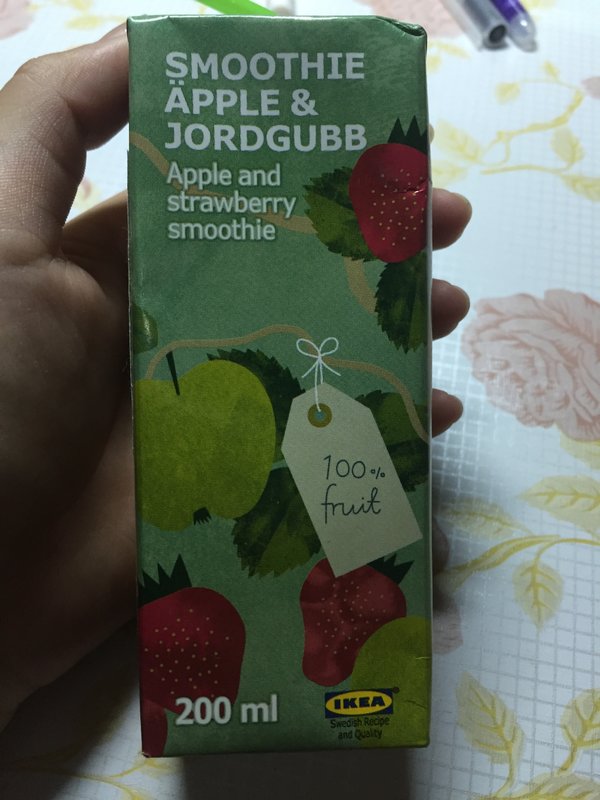 SMOOTHIE
ÄPPLE &
JORDGUBB
Apple and
strawberry
smoothie
100%
fruit
200 ml
IKEA
Swedish Recipe
and Quality